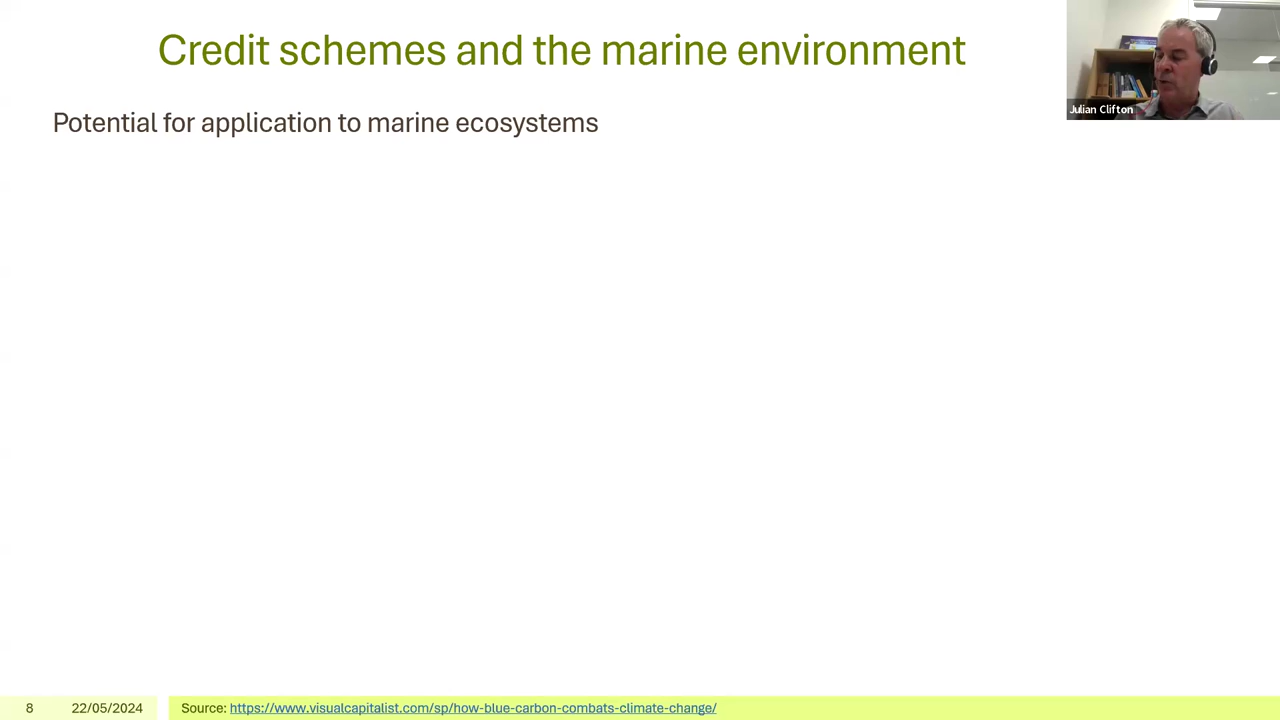 Credit schemes and the marine environment
Julian Clifton
Potential for application to marine ecosystems
8 22/05/2024 Source: https://www.visualcapitalist.com/sp/how-blue-carbon-combats-climate-change/